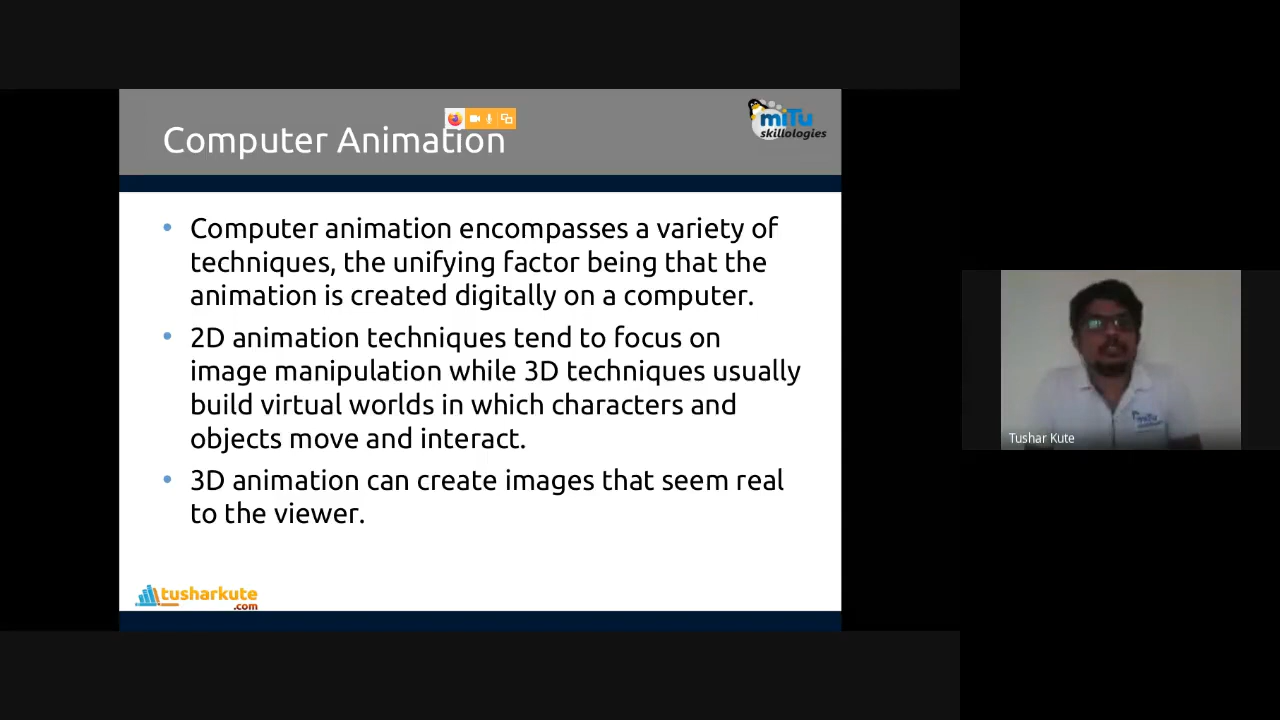 Computer Animation
miTu
skillologies
Computer animation encompasses a variety of
techniques, the unifying factor being that the
animation is created digitally on a computer.
2D animation techniques tend to focus on
image manipulation while 3D techniques usually
build virtual worlds in which characters and
objects move and interact.
3D animation can create images that seem real
to the viewer.
tusharkute
.com
miTu
Tushar Kute